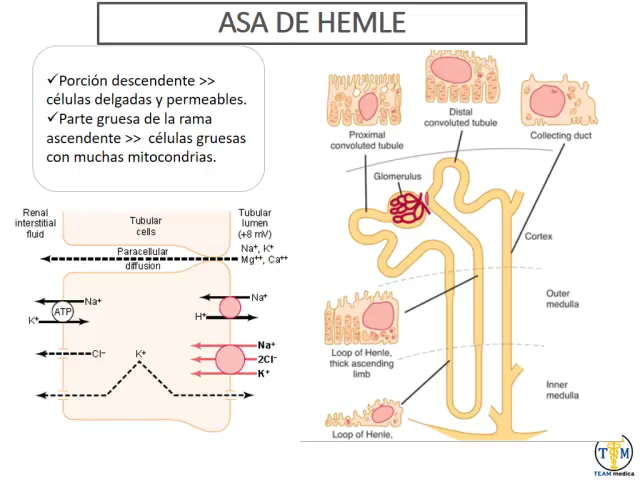 ASA DE HEMLE
✓Porción descendente >>
células delgadas y permeables.
✓Parte gruesa de la rama
ascendente >> células gruesas
con muchas mitocondrias.
Renal
interstitial
fluid
Tubular
cells
Tubular
lumen
(+8 mV)
Paracellular
diffusion
Na⁺, K⁺
Mg⁺⁺, Ca⁺⁺
Na⁺
ATP
K⁺
Na⁺
H⁺
Cl⁻
K⁺
Na⁺
2Cl⁻
K⁺
Proximal
convoluted tubule
Distal
convoluted tubule
Collecting duct
Glomerulus
Cortex
Outer
medulla
Loop of Henle,
thick ascending
limb
Inner
medulla
Loop of Henle,
T M
TEAM medica